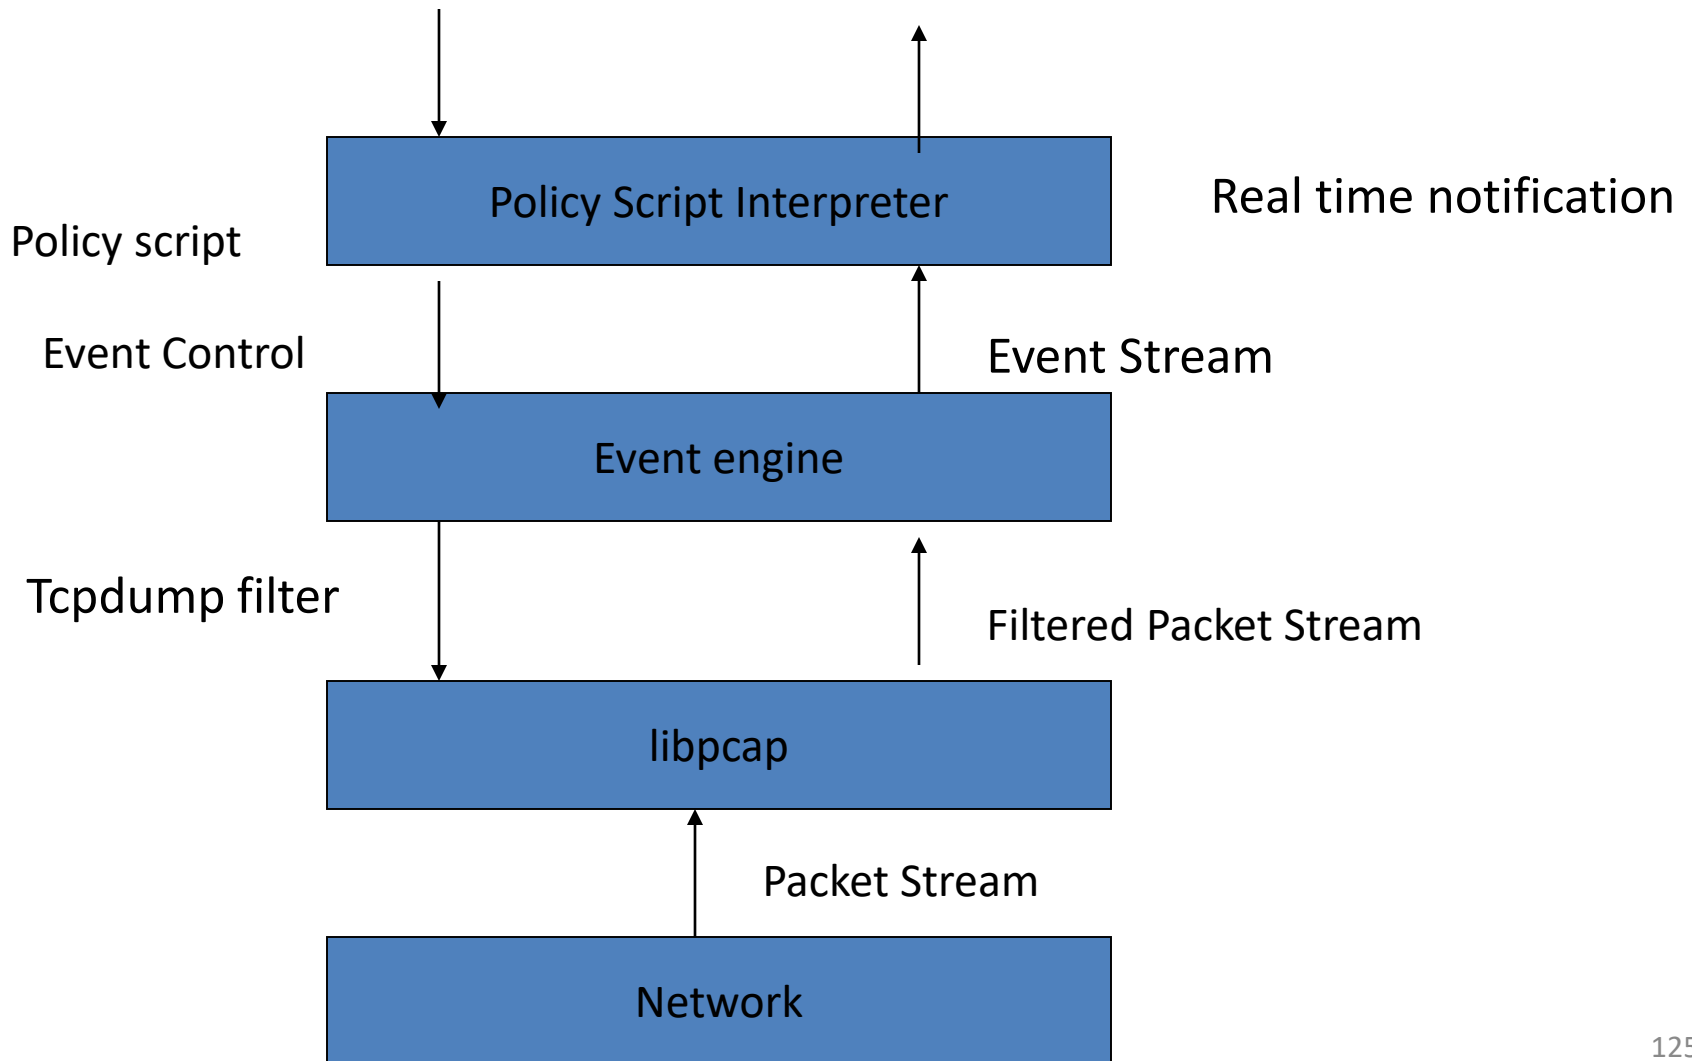 Policy Script Interpreter
Real time notification
Policy script
Event Control
Event Stream
Event engine
Tcpdump filter
Filtered Packet Stream
libpcap
Packet Stream
Network
125